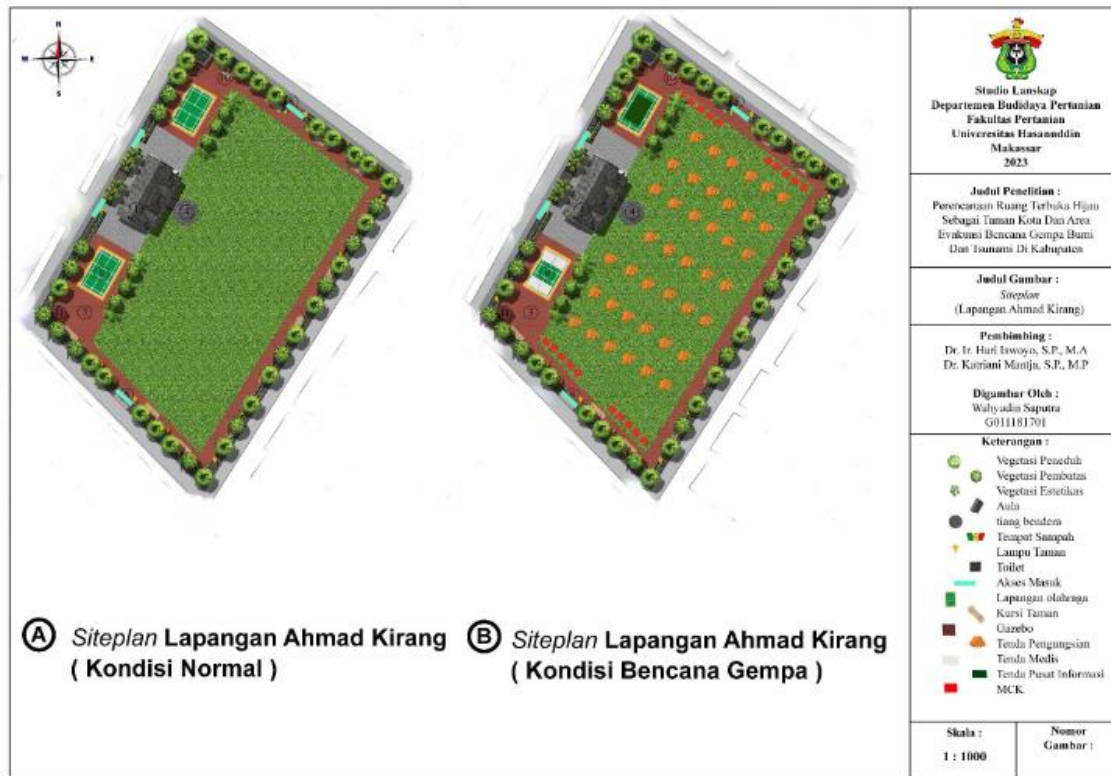 N
W
E
S
4
3
4
3
A Siteplan Lapangan Ahmad Kirang
( Kondisi Normal )
B Siteplan Lapangan Ahmad Kirang
( Kondisi Bencana Gempa )
Studio Lanskap
Departemen Budidaya Pertanian
Fakultas Pertanian
Universitas Hasanuddin
Makassar
2023
Judul Penelitian :
Perencanaan Ruang Terbuka Hijau
Sebagai Taman Kota Dan Area
Evakuasi Bencana Gempa Bumi
Dan Tsunami Di Kabupaten
Judul Gambar :
Siteplan
(Lapangan Ahmad Kirang)
Pembimbing :
Dr. Ir. Hari Iswoyo, S.P., M.A
Dr. Katriani Mantja, S.P., M.P
Digambar Oleh :
Wahyudin Saputra
G011181701
Keterangan :
Vegetasi Peneduh
Vegetasi Pembatas
Vegetasi Estetikas
Aula
tiang bendera
Tempat Sampah
Lampu Taman
Toilet
Akses Masuk
Lapangan olahraga
Kursi Taman
Gazebo
Tenda Pengungsian
Tenda Medis
Tenda Pusat Informasi
MCK
Skala :
1 : 1000
Nomor
Gambar :